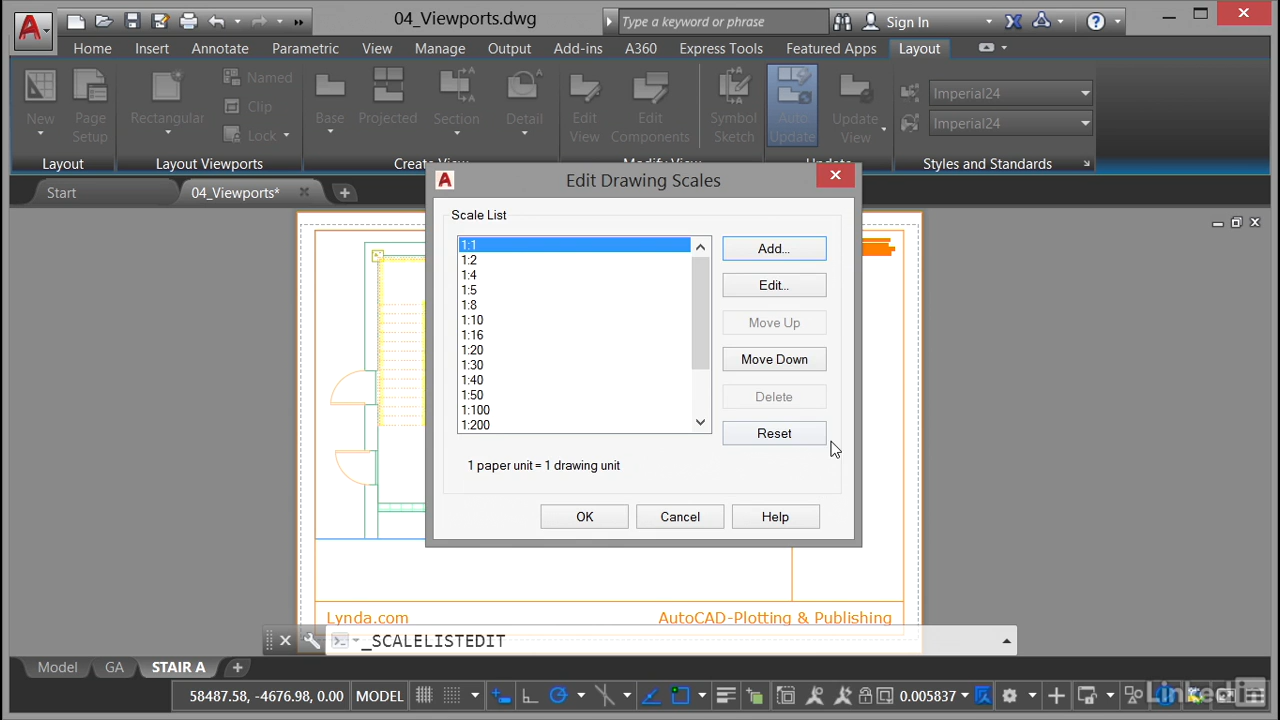 04_Viewports.dwg
Type a keyword or phrase
Sign In
Home Insert Annotate Parametric View Manage Output Add-ins A360 Express Tools Featured Apps Layout
New
Page Setup
Rectangular
Named
Clip
Lock
Base
Projected
Section
Detail
Edit View
Edit Components
Symbol Sketch
Auto Update
Update View
Imperial24
Imperial24
Layout
Layout Viewports
Create View
Modify View
Update
Styles and Standards
Start
04_Viewports*
Edit Drawing Scales
Scale List
1:1
1:2
1:4
1:5
1:8
1:10
1:16
1:20
1:30
1:40
1:50
1:100
1:200
Add...
Edit...
Move Up
Move Down
Delete
Reset
1 paper unit = 1 drawing unit
OK
Cancel
Help
Lynda.com
AutoCAD-Plotting & Publishing
_SCALELISTEDIT
Model
GA
STAIR A
58487.58, -4676.98, 0.00
MODEL
0.005837
LinkedIn